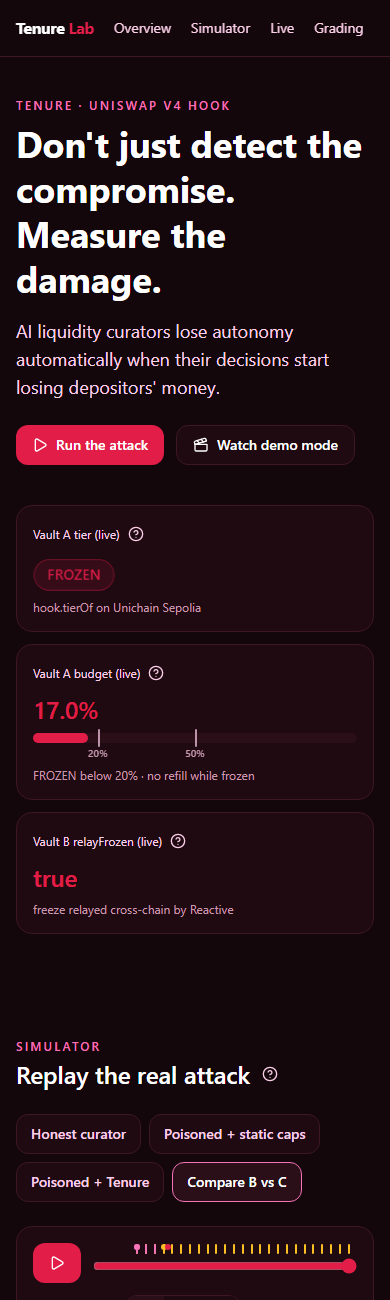 Tenure Lab Overview Simulator Live Grading
TENURE · UNISWAP V4 HOOK
Don't just detect the
compromise.
Measure the
damage.
AI liquidity curators lose autonomy
automatically when their decisions start
losing depositors' money.
Run the attack Watch demo mode
Vault A tier (live)
FROZEN
hook.tierOf on Unichain Sepolia
Vault A budget (live)
17.0%
20% 50%
FROZEN below 20% · no refill while frozen
Vault B relayFrozen (live)
true
freeze relayed cross-chain by Reactive
SIMULATOR
Replay the real attack
Honest curator Poisoned + static caps
Poisoned + Tenure Compare B vs C